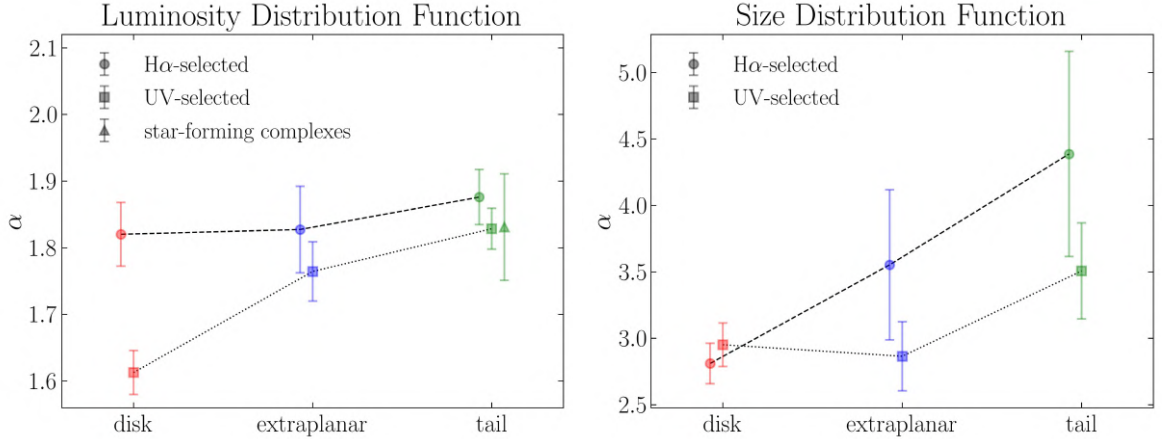 Luminosity Distribution Function
2.1
2.0
1.9
1.8
1.7
1.6
α
Hα-selected
UV-selected
star-forming complexes
disk
extraplanar
tail
Size Distribution Function
5.0
4.5
4.0
3.5
3.0
2.5
α
Hα-selected
UV-selected
disk
extraplanar
tail